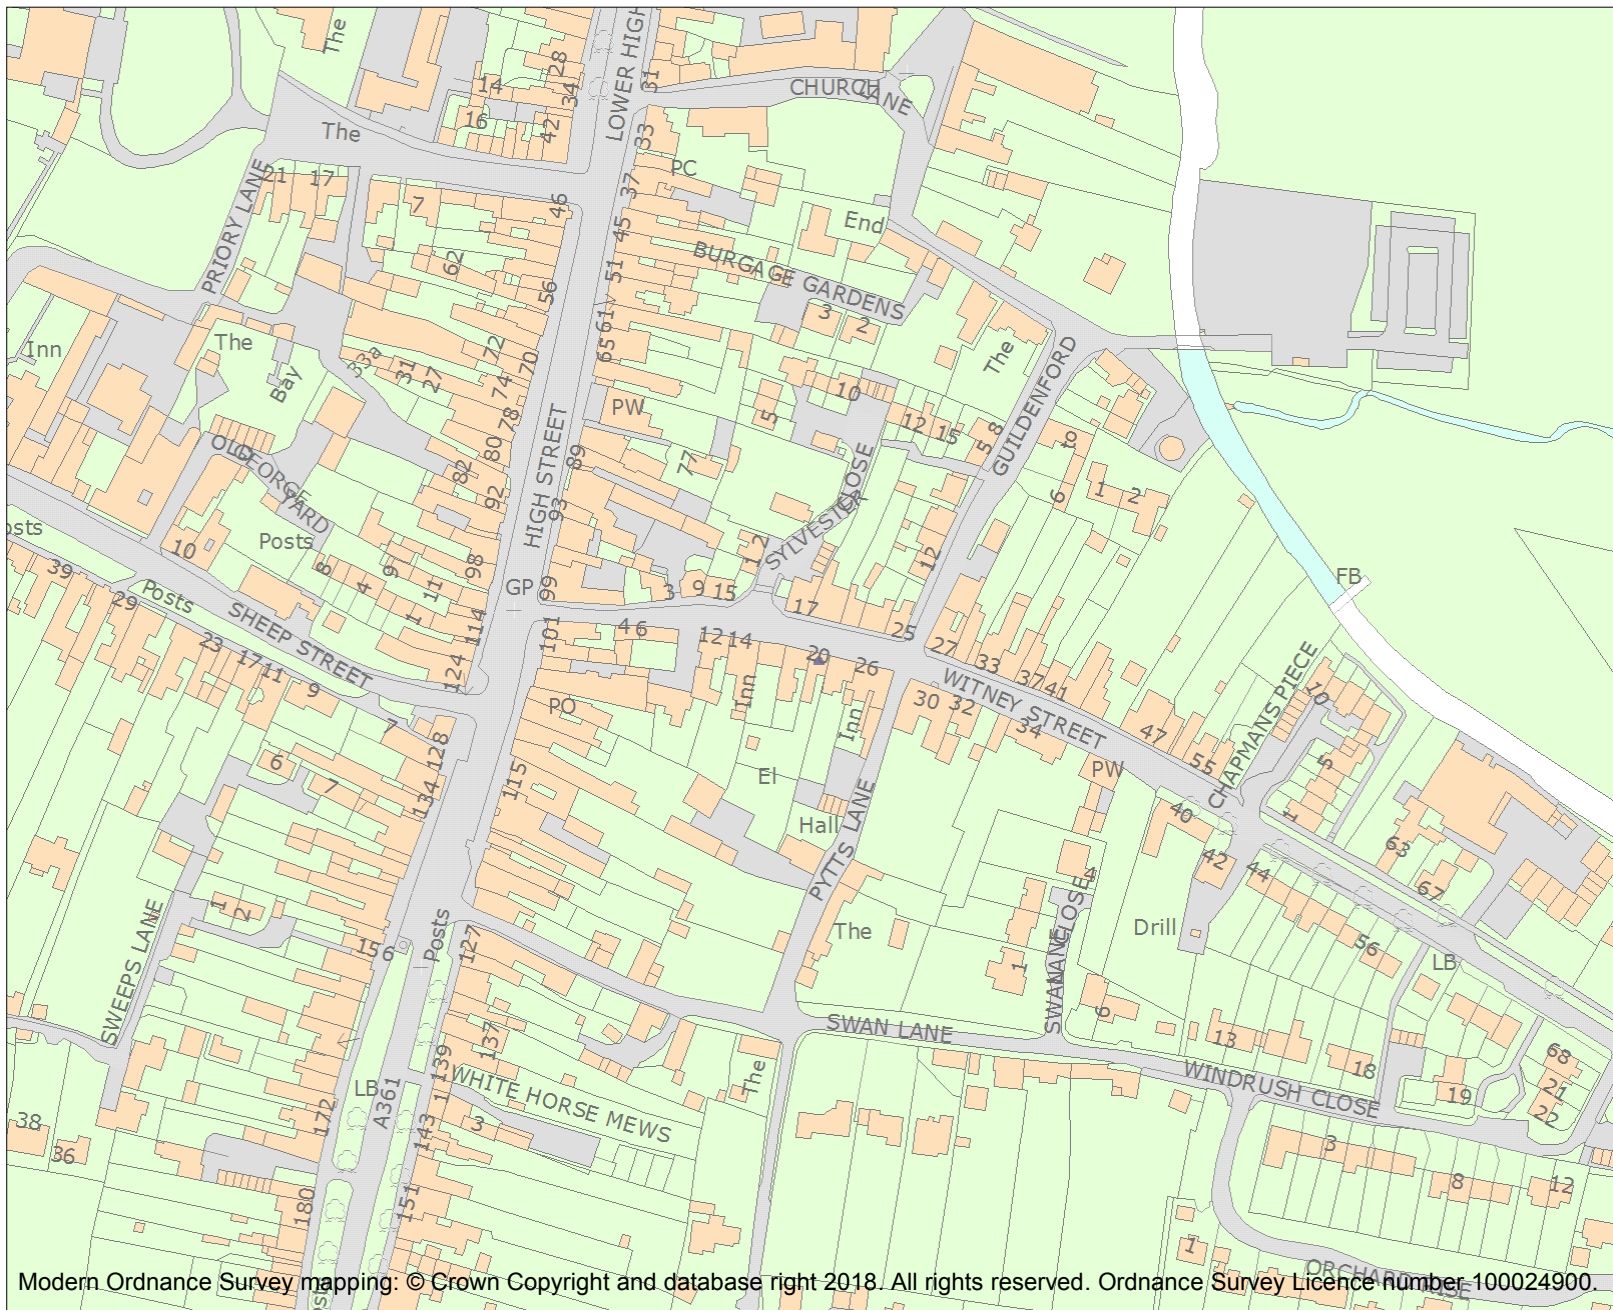 The
LOWER HIGH
28
31
14
34
16
42
CHURCH LANE
The
33
PC
21
17
37
PRIORY LANE
7
46
45
End
62
51
BURGAGE GARDENS
56
61
3
2
Inn
The
65
72
70
The
33a
31
27
Bay
74
10
GUILDENFORD
78
PW
5
12
15
8
5
OLD GEORGE YARD
80
89
77
9
82
HIGH STREET
92
93
SYLVESTER CLOSE
6
1
2
osts
Posts
10
39
8
4
9
11
98
1
2
12
GP
99
FB
Posts
29
3
9
15
17
SHEEP STREET
1
114
101
4
6
12
14
25
23
17
11
27
9
124
20
26
33
37
41
WITNEY STREET
10
Inn
30
32
PO
Inn
34
7
128
47
6
7
115
134
El
PW
55
5
CHAPMANS PIECE
40
1
Hall
PYTTS LANE
42
63
44
4
67
1
2
SWEEPS LANE
156
Posts
127
The
SWAN LANE CLOSE
Drill
56
1
LB
6
SWAN LANE
137
13
139
The
18
68
WINDRUSH CLOSE
LB
A361
WHITE HORSE MEWS
19
21
22
172
143
3
38
36
3
8
12
180
151
1
ORCHARD RISE
Modern Ordnance Survey mapping: © Crown Copyright and database right 2018. All rights reserved. Ordnance Survey Licence number 100024900.